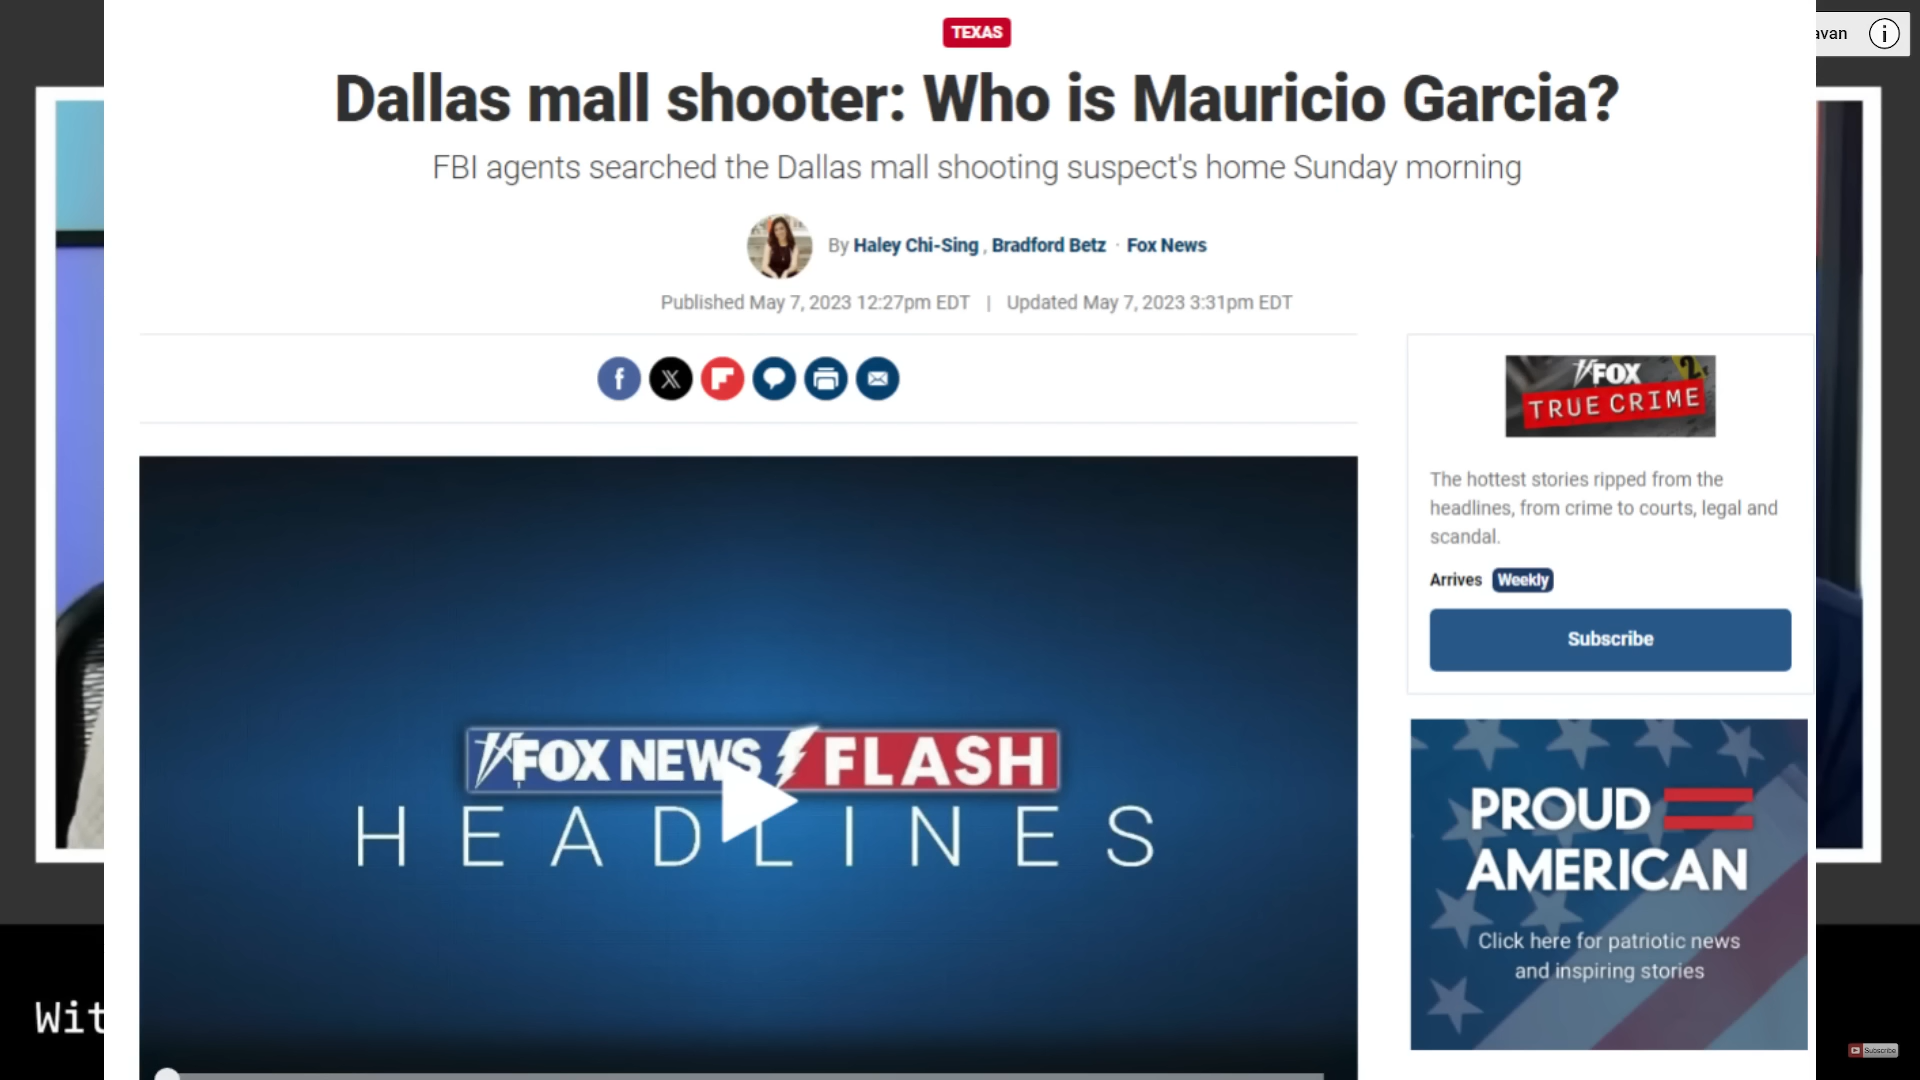 TEXAS
avan
Dallas mall shooter: Who is Mauricio Garcia?
FBI agents searched the Dallas mall shooting suspect's home Sunday morning
By Haley Chi-Sing , Bradford Betz · Fox News
Published May 7, 2023 12:27pm EDT | Updated May 7, 2023 3:31pm EDT
FOX
TRUE CRIME
The hottest stories ripped from the
headlines, from crime to courts, legal and
scandal.
Arrives Weekly
Subscribe
FOX NEWS FLASH
HEADLINES
PROUD
AMERICAN
Click here for patriotic news
and inspiring stories
Wit
Subscribe